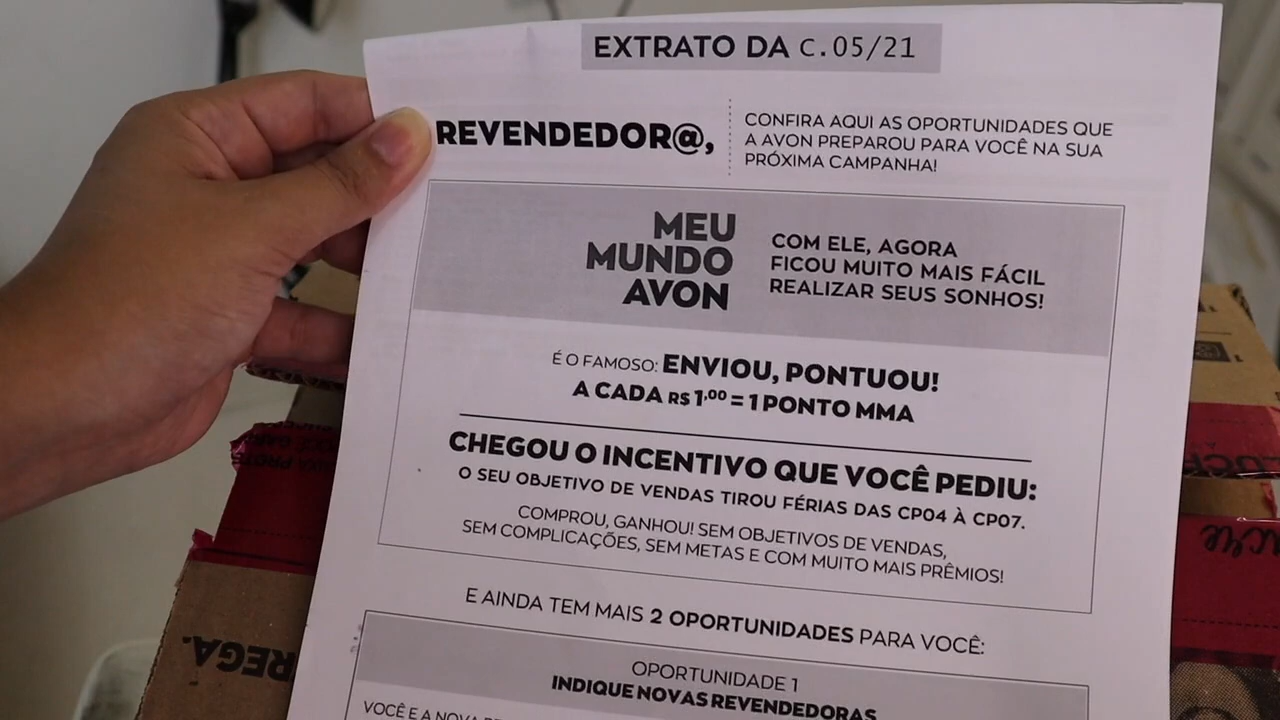 EXTRATO DA C.05/21
REVENDEDOR@,
CONFIRA AQUI AS OPORTUNIDADES QUE
A AVON PREPAROU PARA VOCÊ NA SUA
PRÓXIMA CAMPANHA!
MEU
MUNDO
AVON
COM ELE, AGORA
FICOU MUITO MAIS FÁCIL
REALIZAR SEUS SONHOS!
É O FAMOSO: ENVIOU, PONTUOU!
A CADA R$ 1,00 = 1 PONTO MMA
CHEGOU O INCENTIVO QUE VOCÊ PEDIU:
O SEU OBJETIVO DE VENDAS TIROU FÉRIAS DAS CP04 À CP07.
COMPROU, GANHOU! SEM OBJETIVOS DE VENDAS,
SEM COMPLICAÇÕES, SEM METAS E COM MUITO MAIS PRÊMIOS!
E AINDA TEM MAIS 2 OPORTUNIDADES PARA VOCÊ:
OPORTUNIDADE 1
INDIQUE NOVAS REVENDEDORAS
VOCÊ E A NOVA
REGA.